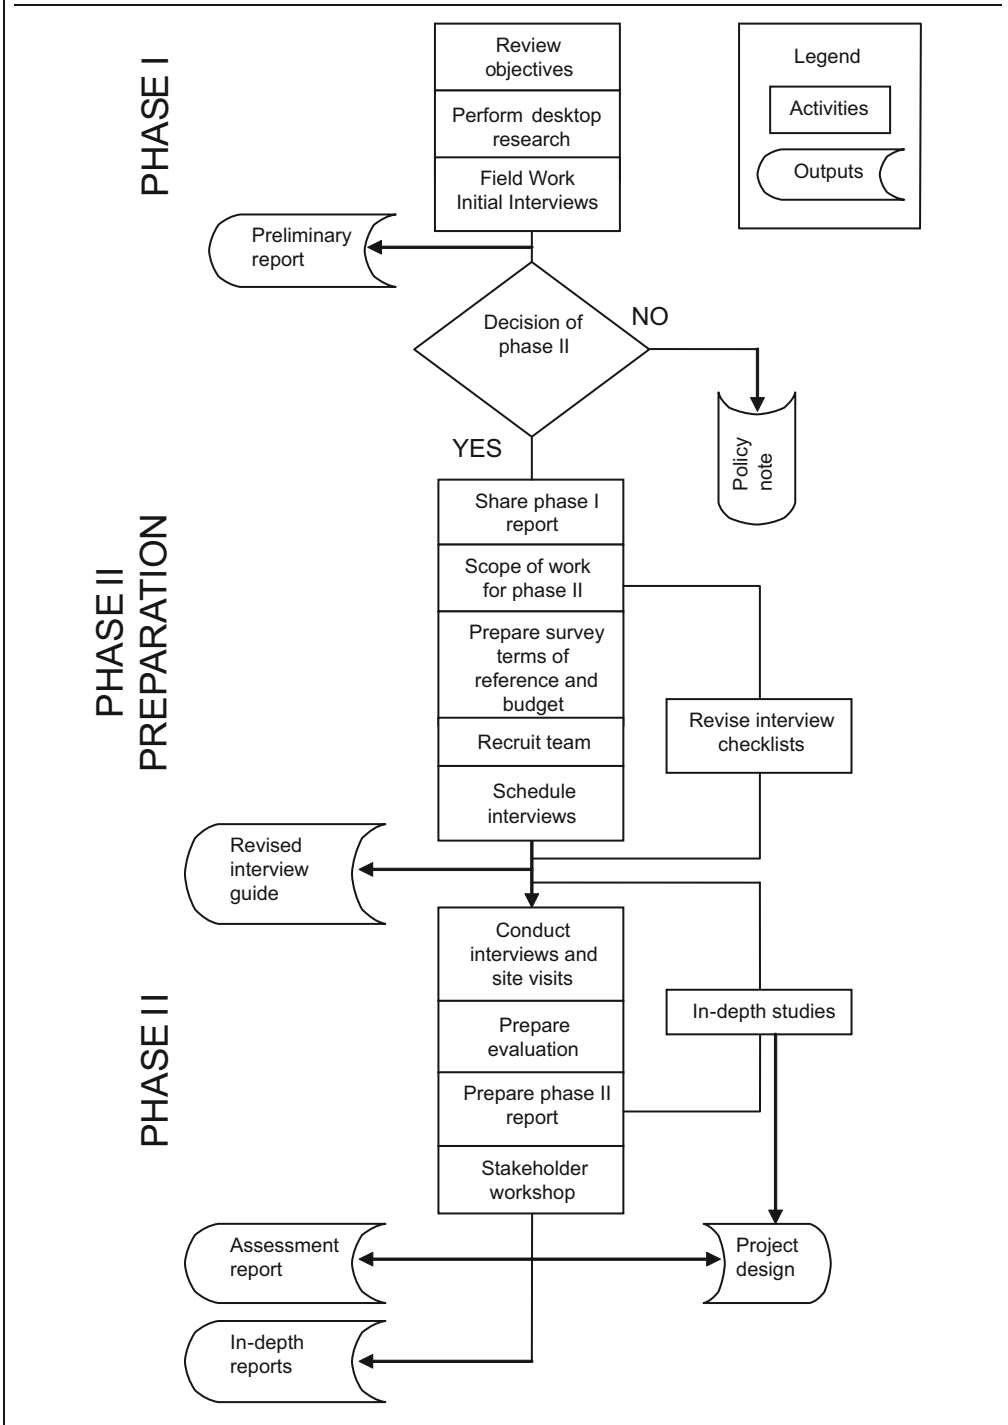 PHASE I
Review
objectives
Perform desktop
research
Field Work
Initial Interviews
Legend
Activities
Outputs
Preliminary
report
Decision of
phase II
NO
YES
Policy
note
PHASE II
PREPARATION
Share phase I
report
Scope of work
for phase II
Prepare survey
terms of
reference and
budget
Recruit team
Schedule
interviews
Revise interview
checklists
Revised
interview
guide
PHASE II
Conduct
interviews and
site visits
Prepare
evaluation
Prepare phase II
report
Stakeholder
workshop
In-depth studies
Assessment
report
Project
design
In-depth
reports